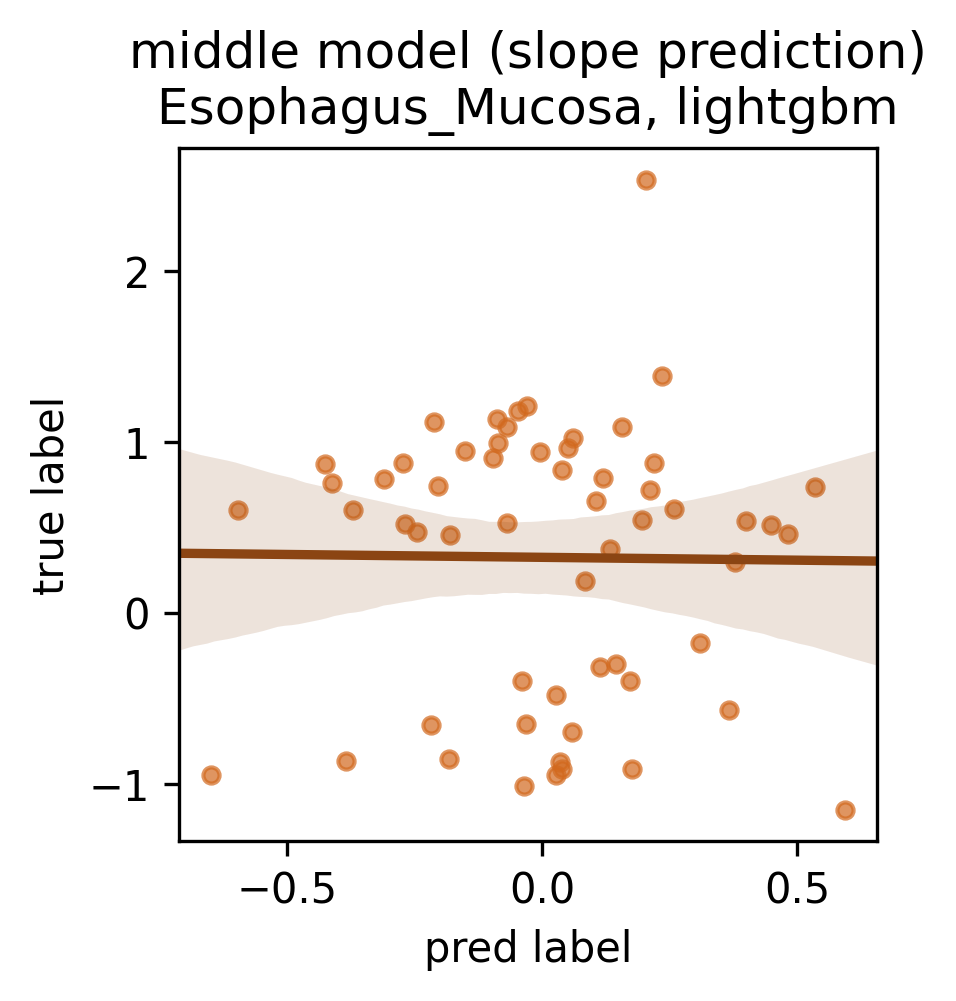 middle model (slope prediction)
Esophagus_Mucosa, lightgbm
2
1
0
−1
true label
−0.5 0.0 0.5
pred label